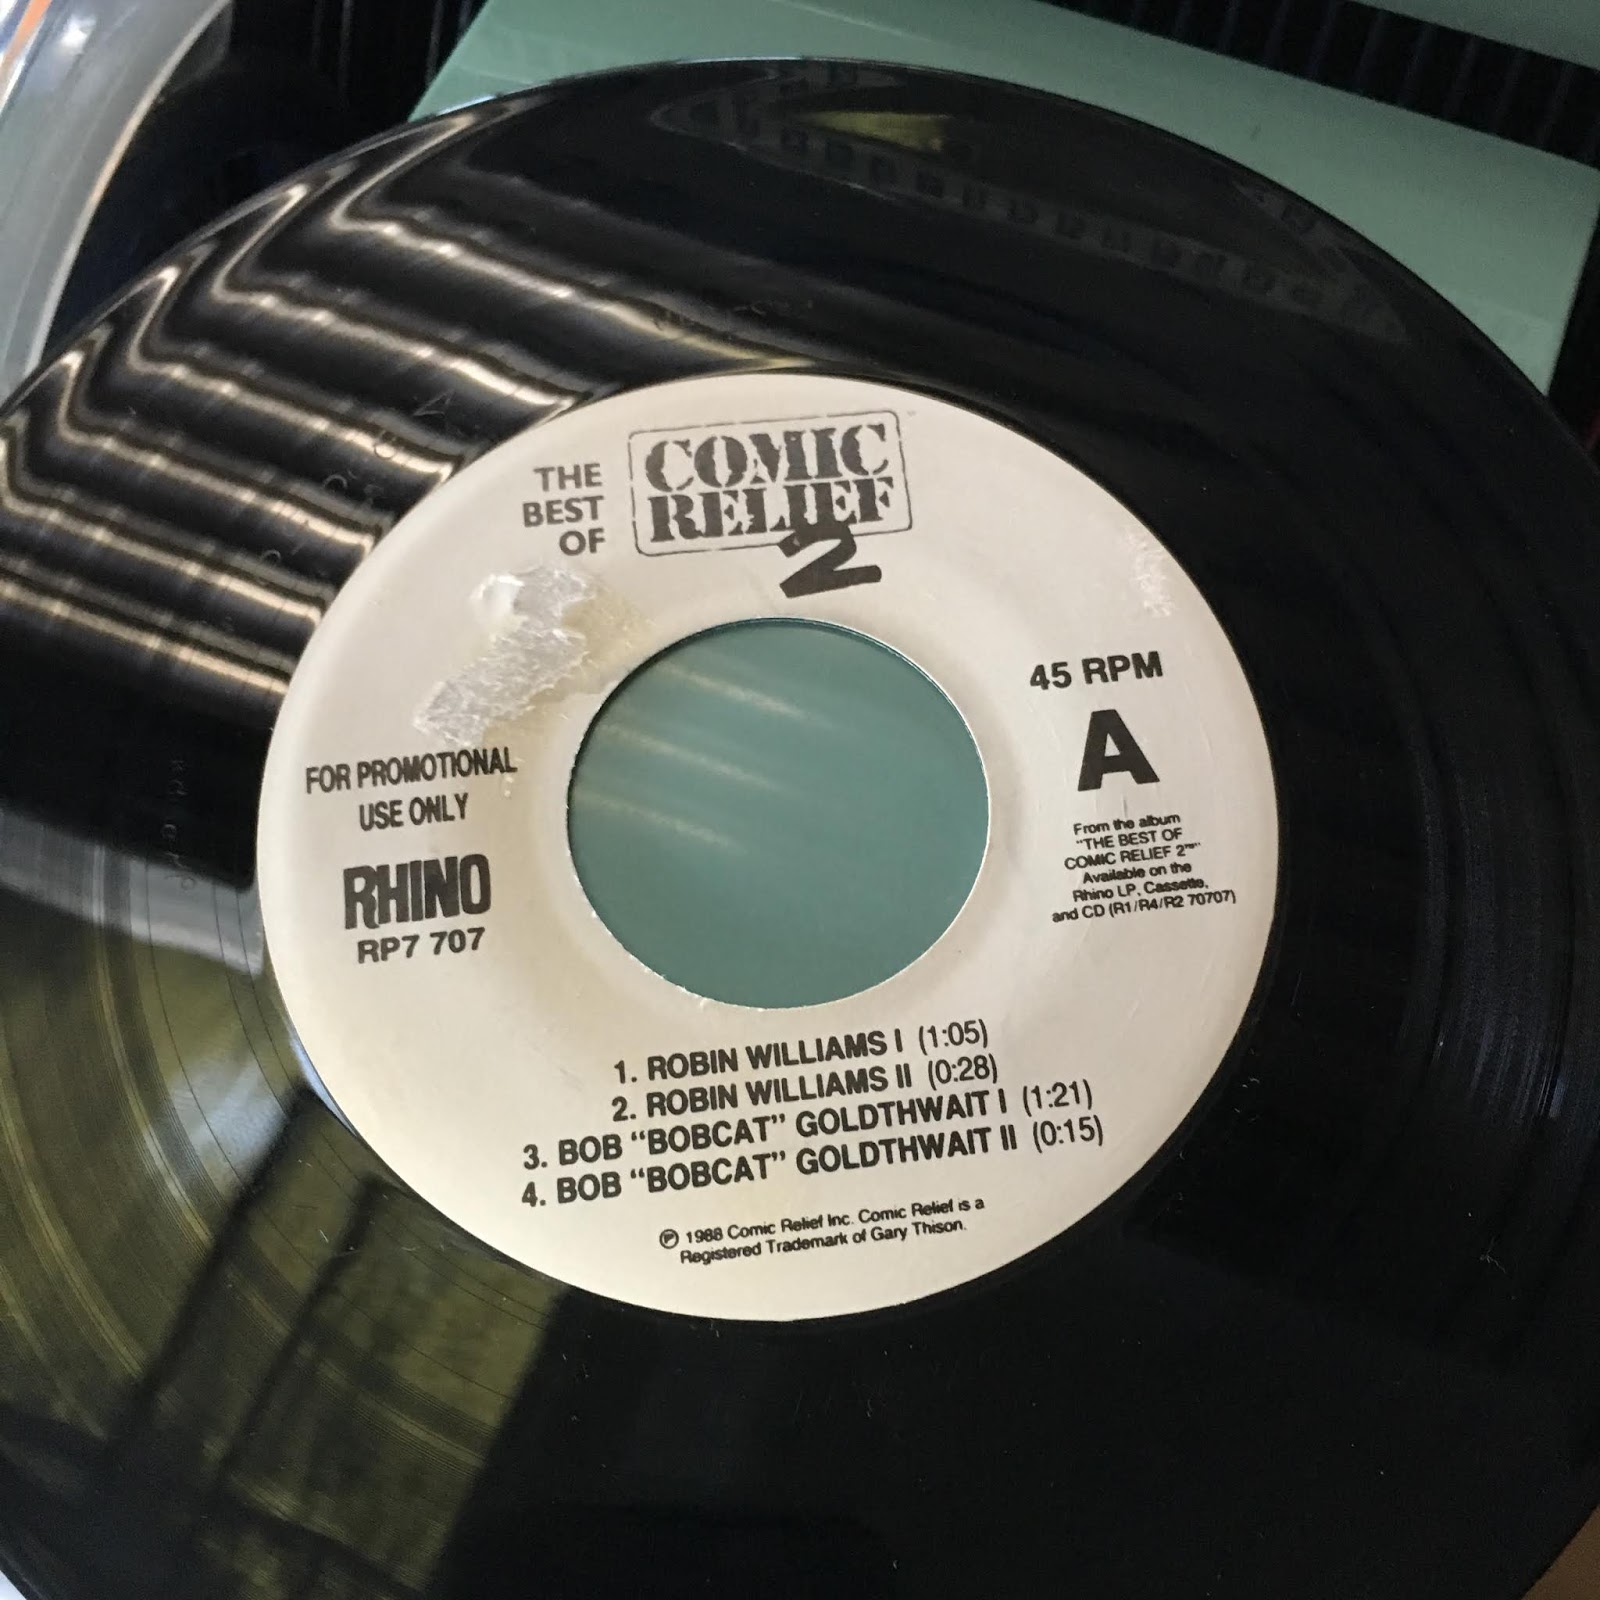 THE
BEST
OF
COMIC
RELIEF
2
45 RPM
A
From the album
"THE BEST OF
COMIC RELIEF 2™"
Available on the
Rhino LP, Cassette,
and CD (R1/R4/R2 70707)
FOR PROMOTIONAL
USE ONLY
RHINO
RP7 707
1. ROBIN WILLIAMS I (1:05)
2. ROBIN WILLIAMS II (0:28)
3. BOB “BOBCAT” GOLDTHWAIT I (1:21)
4. BOB “BOBCAT” GOLDTHWAIT II (0:15)
℗ 1988 Comic Relief Inc. Comic Relief is a
Registered Trademark of Gary Thison.